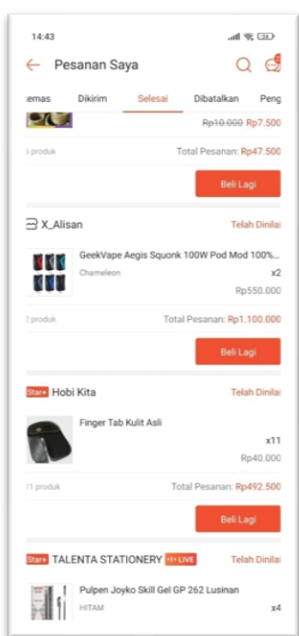 14:43
Pesanan Saya
emas Dikirim Selesai Dibatalkan Peng
Rp10.000 Rp7.500
produk Total Pesanan: Rp47.500
Beli Lagi
X_Alisan Telah Dinilai
GeekVape Aegis Squonk 100W Pod Mod 100%...
Chameleon x2
Rp550.000
2 produk Total Pesanan: Rp1.100.000
Beli Lagi
Star+ Hobi Kita Telah Dinilai
Finger Tab Kulit Asli
x11
Rp40.000
11 produk Total Pesanan: Rp492.500
Beli Lagi
Star+ TALENTA STATIONERY LIVE Telah Dinilai
Pulpen Joyko Skill Gel GP 262 Lusinan
HITAM x4